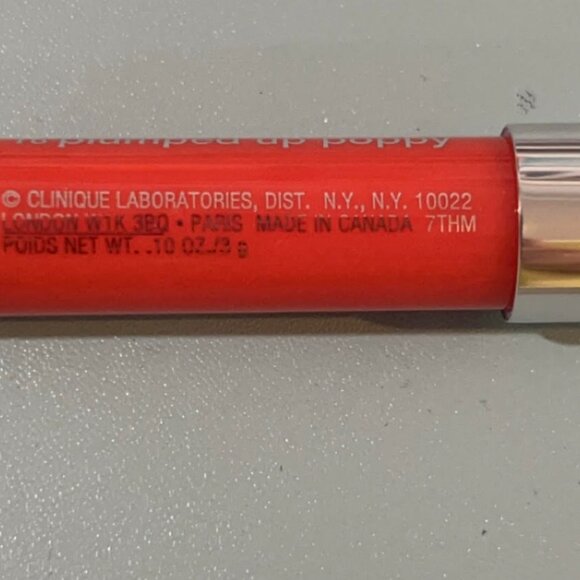 plumped up poppy
© CLINIQUE LABORATORIES, DIST. N.Y., N.Y. 10022
LONDON W1K 3BQ • PARIS MADE IN CANADA 7THM
POIDS NET WT. .10 OZ./3 g